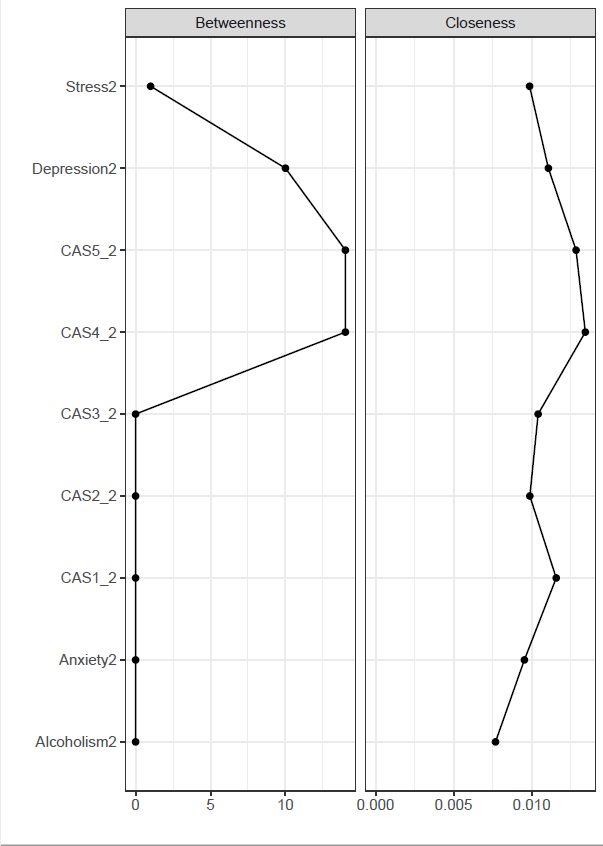 Betweenness Closeness
Stress2
Depression2
CAS5_2
CAS4_2
CAS3_2
CAS2_2
CAS1_2
Anxiety2
Alcoholism2
0 5 10 0.000 0.005 0.010